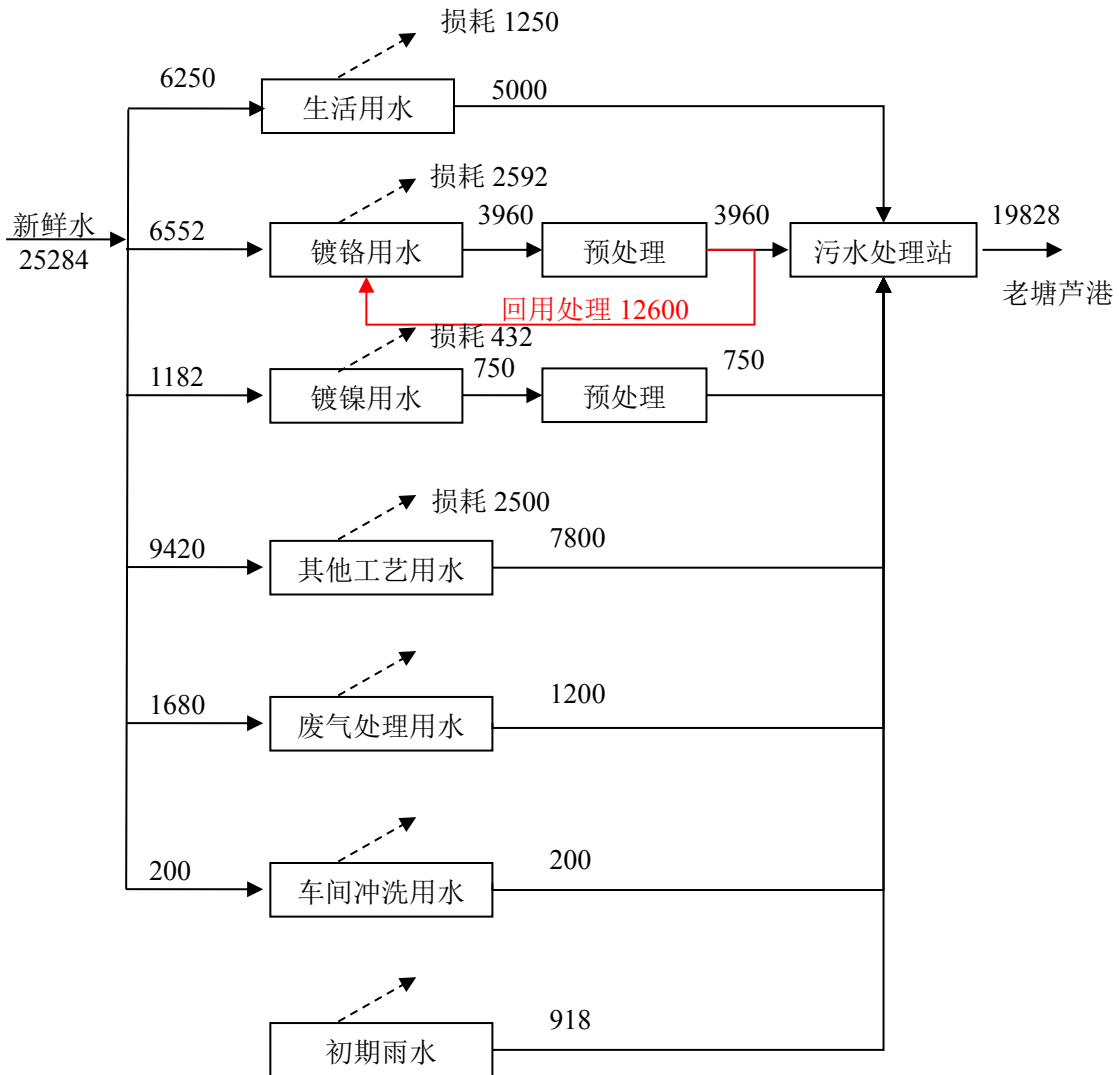 损耗 1250
6250
生活用水
5000
损耗 2592
新鲜水
25284
6552
镀铬用水
3960
预处理
3960
污水处理站
19828
老塘芦港
回用处理 12600
损耗 432
1182
镀镍用水
750
预处理
750
损耗 2500
9420
其他工艺用水
7800
1680
废气处理用水
1200
200
车间冲洗用水
200
初期雨水
918